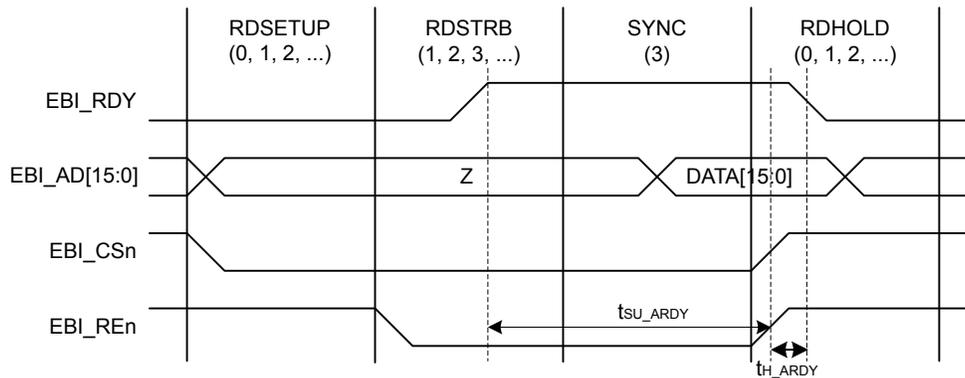 RDSETUP RDSTRB SYNC RDHOLD
(0, 1, 2, ...) (1, 2, 3, ...) (3) (0, 1, 2, ...)
EBI_RDY
EBI_AD[15:0] Z DATA[15:0]
EBI_CSn
EBI_REn tSU_ARDY
tH_ARDY